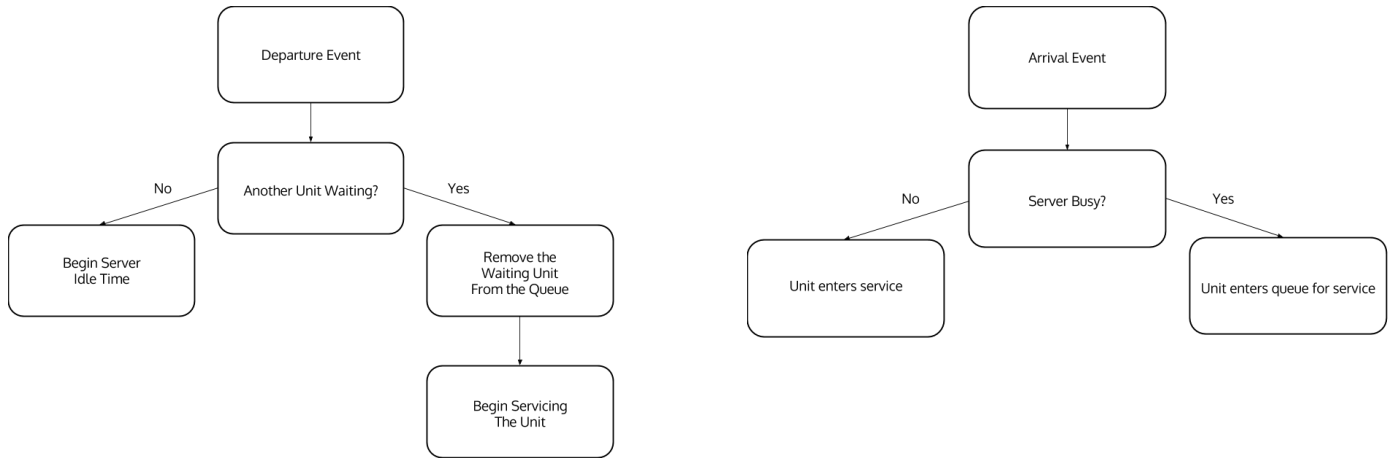 Departure Event
Another Unit Waiting?
No
Yes
Begin Server
Idle Time
Remove the
Waiting Unit
From the Queue
Begin Servicing
The Unit
Arrival Event
Server Busy?
No
Yes
Unit enters service
Unit enters queue for service